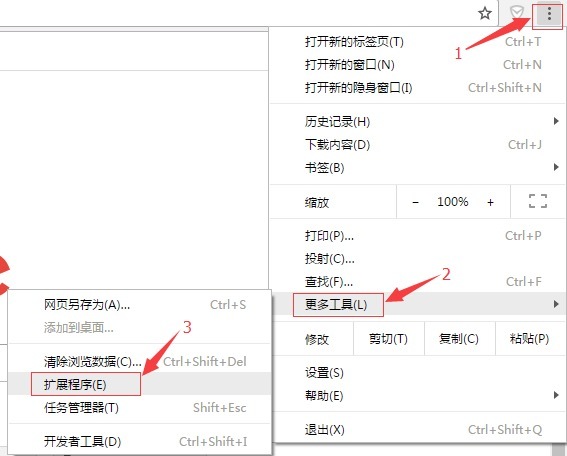 1
打开新的标签页(T) Ctrl+T
打开新的窗口(N) Ctrl+N
打开新的隐身窗口(I) Ctrl+Shift+N
历史记录(H)
下载内容(D) Ctrl+J
书签(B)
缩放 − 100% +
打印(P)... Ctrl+P
投射(C)...
查找(F)... Ctrl+F
2
更多工具(L)
修改 剪切(T) 复制(C) 粘贴(P)
设置(S)
帮助(E)
退出(X) Ctrl+Shift+Q
网页另存为(A)... Ctrl+S
添加到桌面...
3
清除浏览数据(C)... Ctrl+Shift+Del
扩展程序(E)
任务管理器(T) Shift+Esc
开发者工具(D) Ctrl+Shift+I